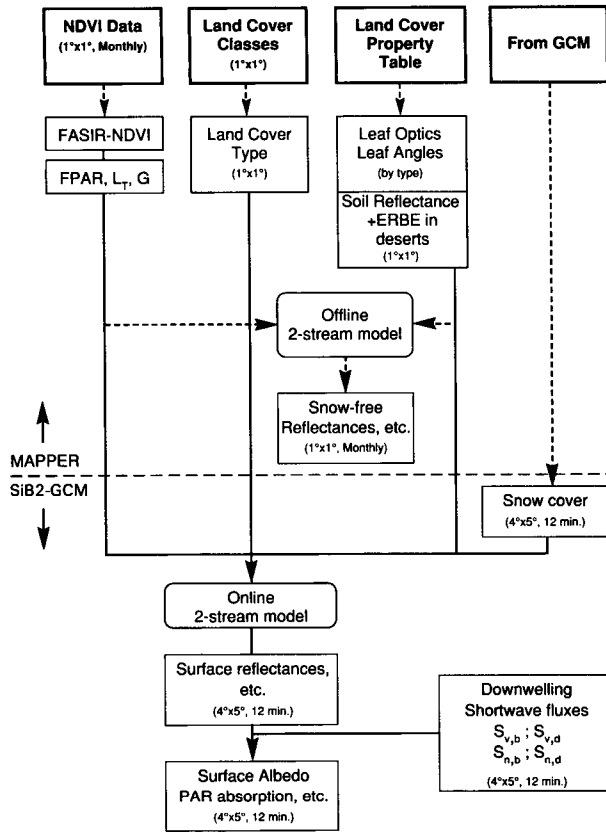 NDVI Data
(1°x1°, Monthly)
Land Cover
Classes
(1°x1°)
Land Cover
Property
Table
From GCM
FASIR-NDVI
FPAR, L_T, G
Land Cover
Type
(1°x1°)
Leaf Optics
Leaf Angles
(by type)
Soil Reflectance
+ERBE in
deserts
(1°x1°)
Offline
2-stream model
Snow-free
Reflectances, etc.
(1°x1°, Monthly)
MAPPER
SiB2-GCM
Snow cover
(4°x5°, 12 min.)
Online
2-stream model
Surface reflectances,
etc.
(4°x5°, 12 min.)
Downwelling
Shortwave fluxes
S_v,b ; S_v,d
S_n,b ; S_n,d
(4°x5°, 12 min.)
Surface Albedo
PAR absorption, etc.
(4°x5°, 12 min.)